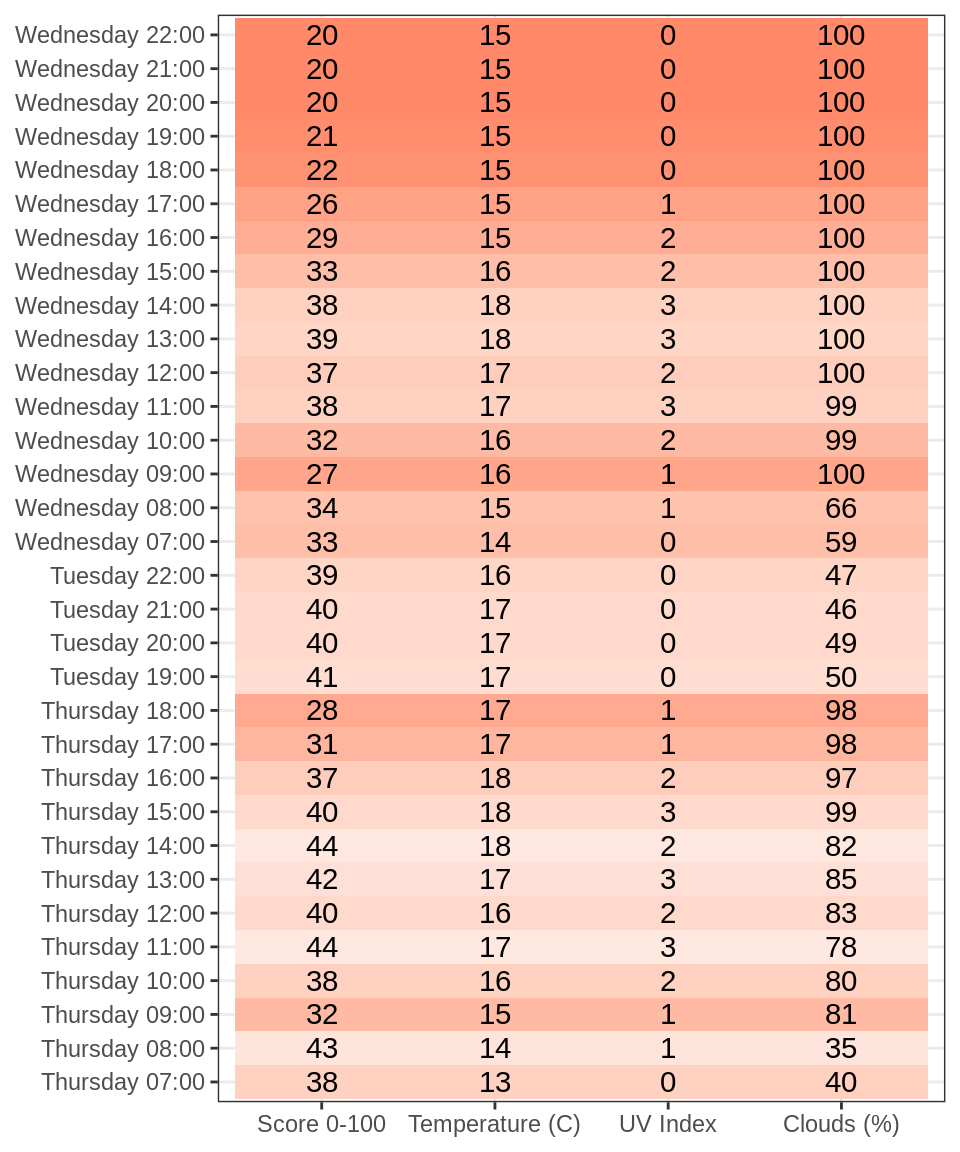 Wednesday 22:00 20 15 0 100
Wednesday 21:00 20 15 0 100
Wednesday 20:00 20 15 0 100
Wednesday 19:00 21 15 0 100
Wednesday 18:00 22 15 0 100
Wednesday 17:00 26 15 1 100
Wednesday 16:00 29 15 2 100
Wednesday 15:00 33 16 2 100
Wednesday 14:00 38 18 3 100
Wednesday 13:00 39 18 3 100
Wednesday 12:00 37 17 2 100
Wednesday 11:00 38 17 3 99
Wednesday 10:00 32 16 2 99
Wednesday 09:00 27 16 1 100
Wednesday 08:00 34 15 1 66
Wednesday 07:00 33 14 0 59
Tuesday 22:00 39 16 0 47
Tuesday 21:00 40 17 0 46
Tuesday 20:00 40 17 0 49
Tuesday 19:00 41 17 0 50
Thursday 18:00 28 17 1 98
Thursday 17:00 31 17 1 98
Thursday 16:00 37 18 2 97
Thursday 15:00 40 18 3 99
Thursday 14:00 44 18 2 82
Thursday 13:00 42 17 3 85
Thursday 12:00 40 16 2 83
Thursday 11:00 44 17 3 78
Thursday 10:00 38 16 2 80
Thursday 09:00 32 15 1 81
Thursday 08:00 43 14 1 35
Thursday 07:00 38 13 0 40
Score 0-100 Temperature (C) UV Index Clouds (%)